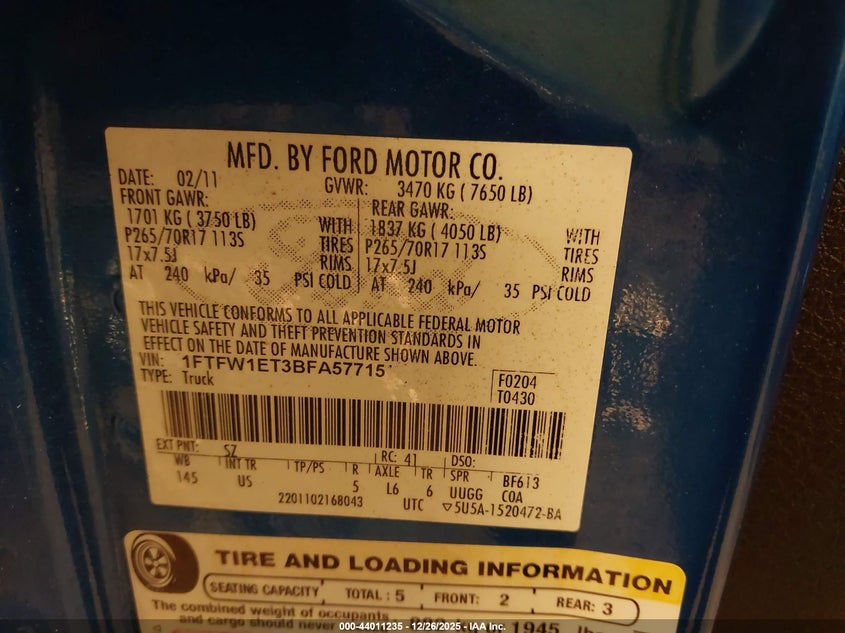 MFD. BY FORD MOTOR CO.
DATE: 02/11 GVWR: 3470 KG ( 7650 LB)
FRONT GAWR: REAR GAWR:
1701 KG ( 3750 LB) WITH 1837 KG ( 4050 LB) WITH
P265/70R17 113S TIRES P265/70R17 113S TIRES
17x7.5J RIMS 17x7.5J RIMS
AT 240 kPa/ 35 PSI COLD AT 240 kPa/ 35 PSI COLD
THIS VEHICLE CONFORMS TO ALL APPLICABLE FEDERAL MOTOR
VEHICLE SAFETY AND THEFT PREVENTION STANDARDS IN
EFFECT ON THE DATE OF MANUFACTURE SHOWN ABOVE.
VIN: 1FTFW1ET3BFA57715
TYPE: Truck
F0204
T0430
EXT PNT: SZ RC: 41 DSO:
WB INT TR TP/PS R AXLE TR SPR BF613
145 US 5 L6 6 UUGG COA
2201102168043 UTC ▽5U5A-1520472-BA
TIRE AND LOADING INFORMATION
SEATING CAPACITY TOTAL: 5 FRONT: 2 REAR: 3
The combined weight of occupants
and cargo should never 1945
000-44011235 - 12/26/2025 - IAA Inc.